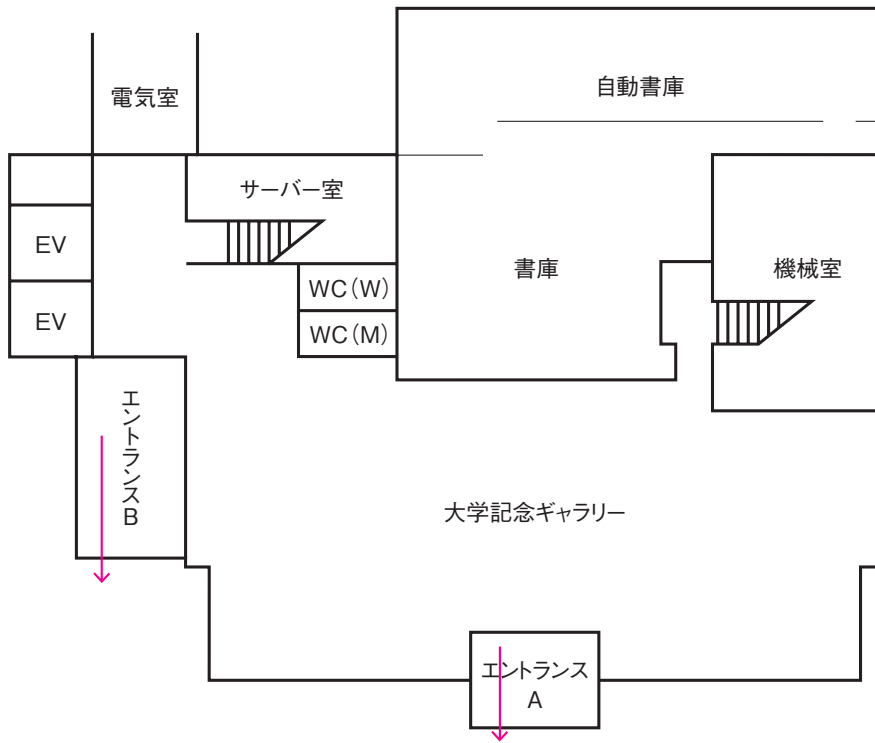 自動書庫
電気室
サーバー室
EV
書庫
機械室
WC（W）
EV
WC（M）
エントランスB
大学記念ギャラリー
エントランス
A